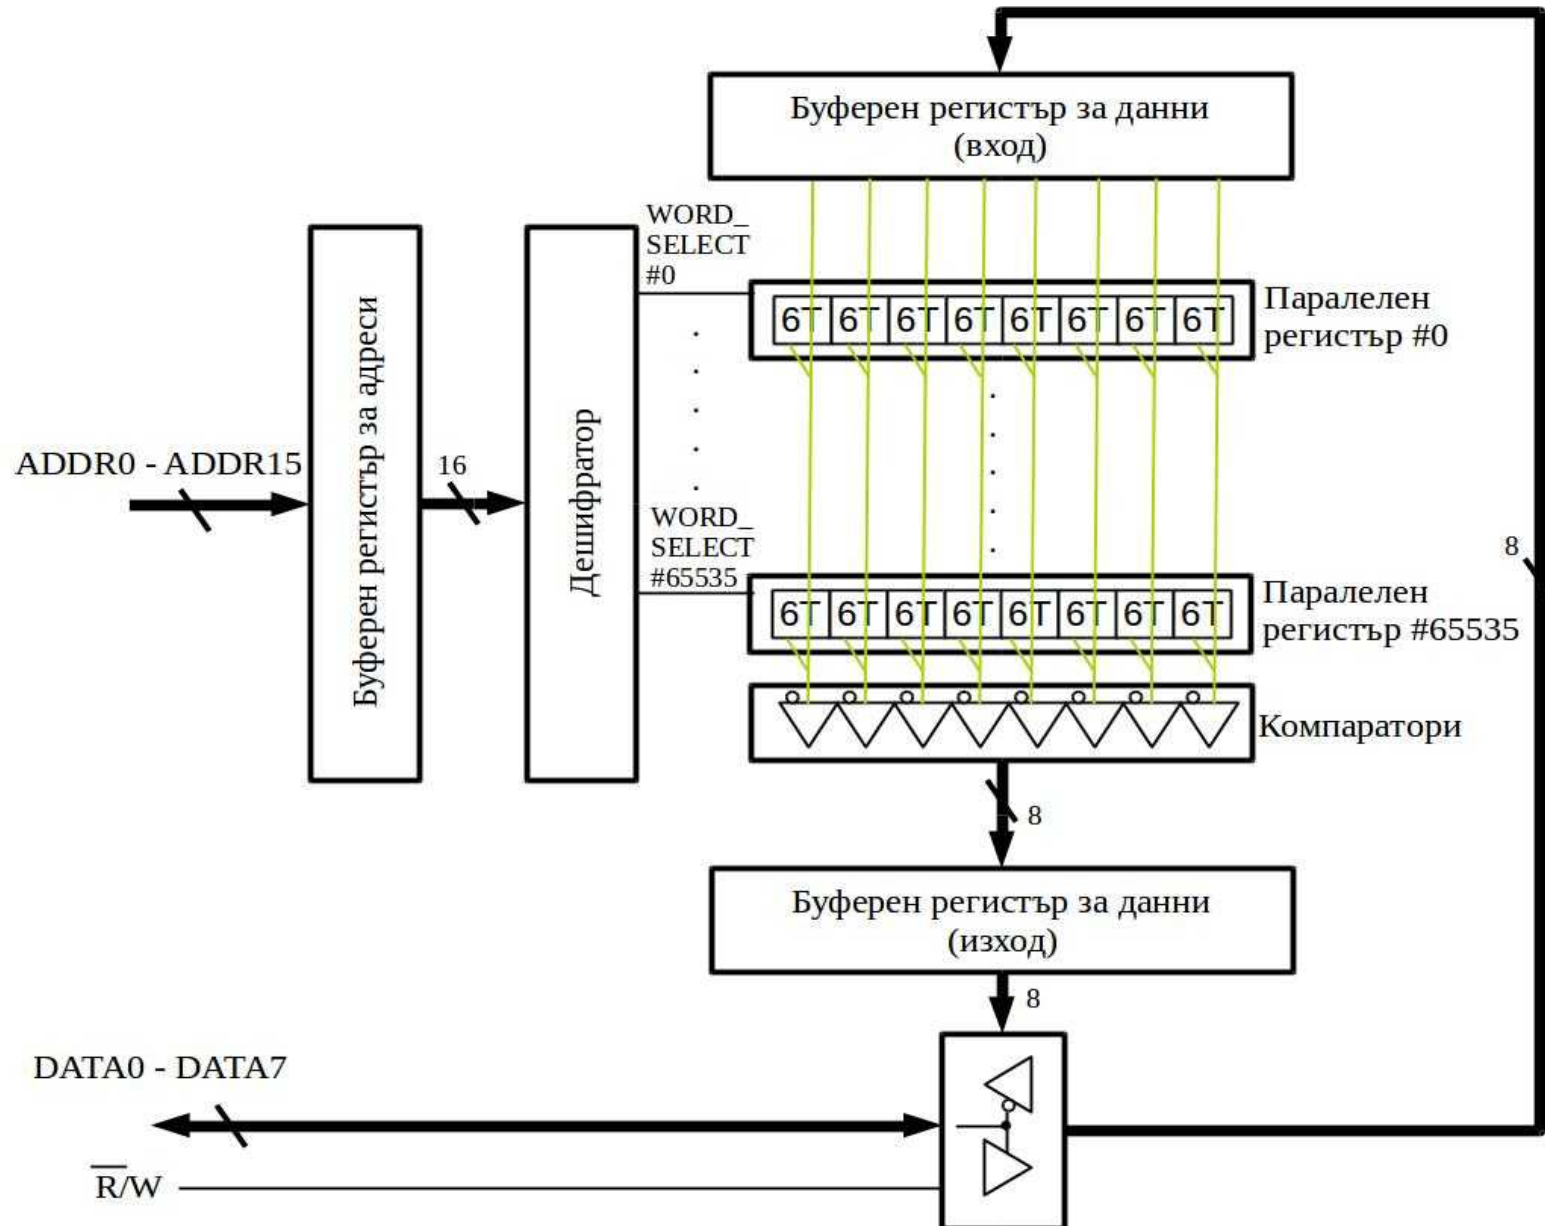 Буферен регистър за данни
(вход)
WORD_
SELECT
#0
6T 6T 6T 6T 6T 6T 6T 6T
Паралелен
регистър #0
Буферен регистър за адреси
Дешифратор
ADDR0 - ADDR15
16
WORD_
SELECT
#65535
8
6T 6T 6T 6T 6T 6T 6T 6T
Паралелен
регистър #65535
Компаратори
8
Буферен регистър за данни
(изход)
8
DATA0 - DATA7
R̅/W